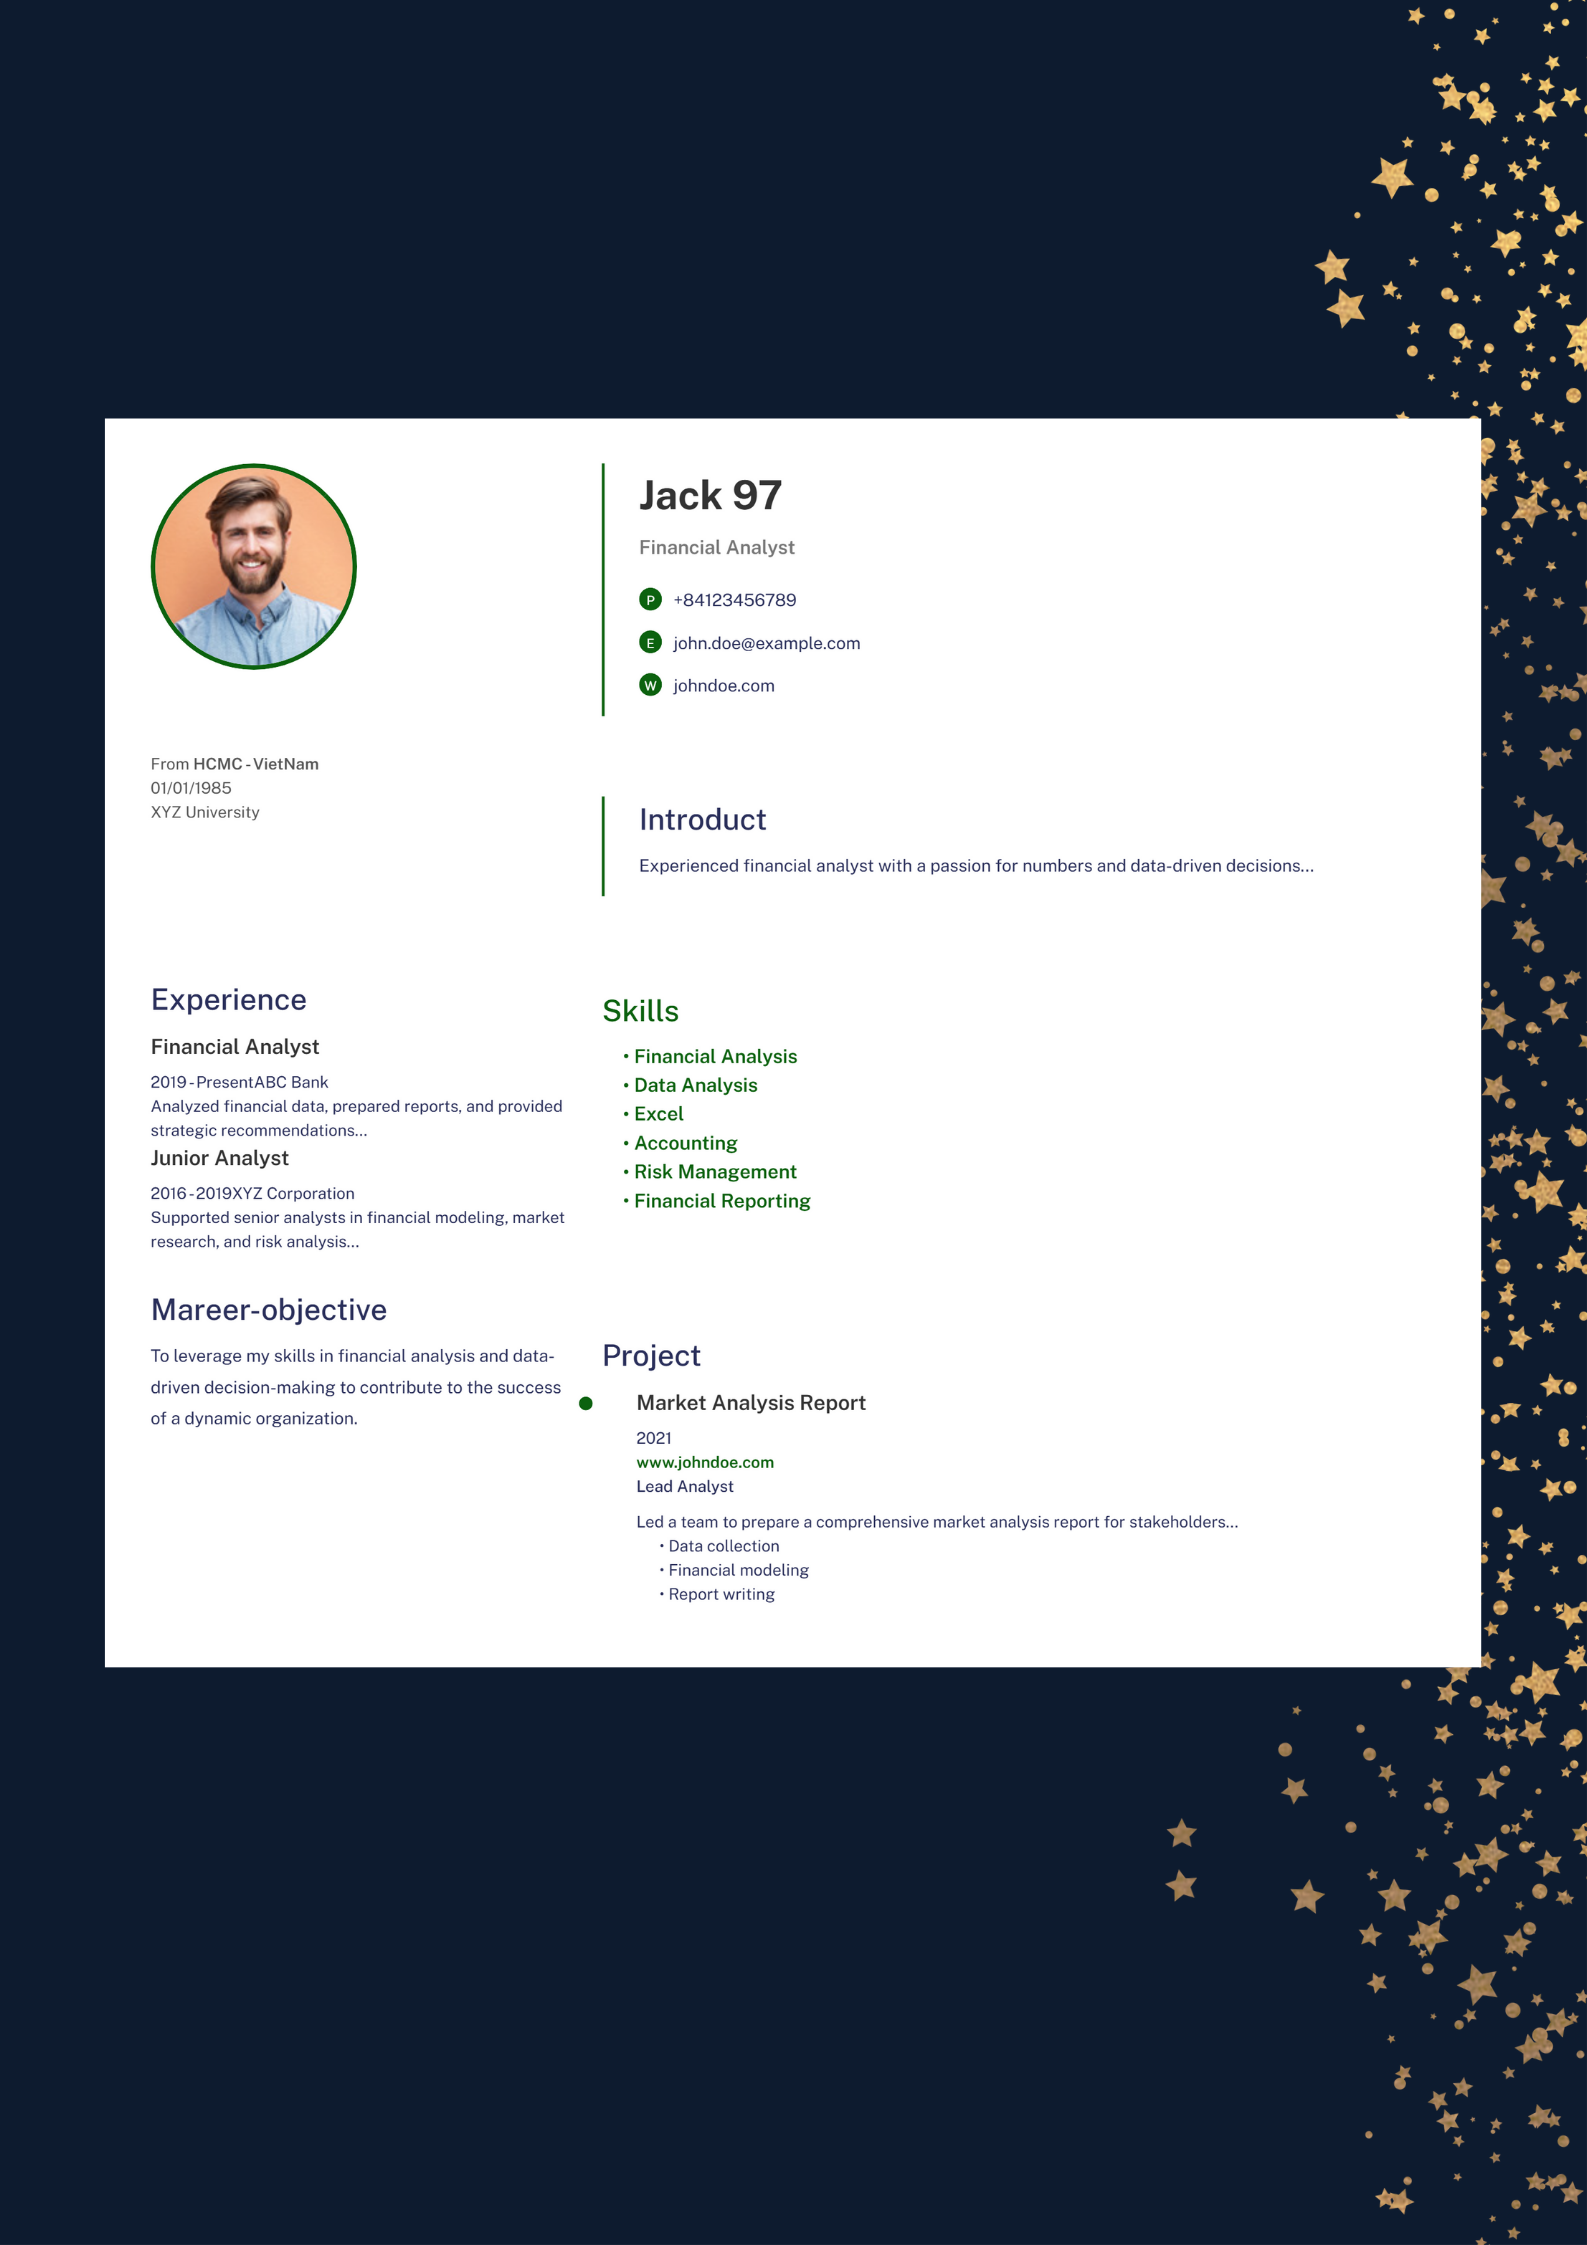 Jack 97
Financial Analyst
P +84123456789
E john.doe@example.com
W johndoe.com
From HCMC - VietNam
01/01/1985
XYZ University
Introduct
Experienced financial analyst with a passion for numbers and data-driven decisions...
Experience
Financial Analyst
2019 - PresentABC Bank
Analyzed financial data, prepared reports, and provided
strategic recommendations...
Junior Analyst
2016 - 2019XYZ Corporation
Supported senior analysts in financial modeling, market
research, and risk analysis...
Mareer-objective
To leverage my skills in financial analysis and data-
driven decision-making to contribute to the success
of a dynamic organization.
Skills
• Financial Analysis
• Data Analysis
• Excel
• Accounting
• Risk Management
• Financial Reporting
Project
Market Analysis Report
2021
www.johndoe.com
Lead Analyst
Led a team to prepare a comprehensive market analysis report for stakeholders...
• Data collection
• Financial modeling
• Report writing